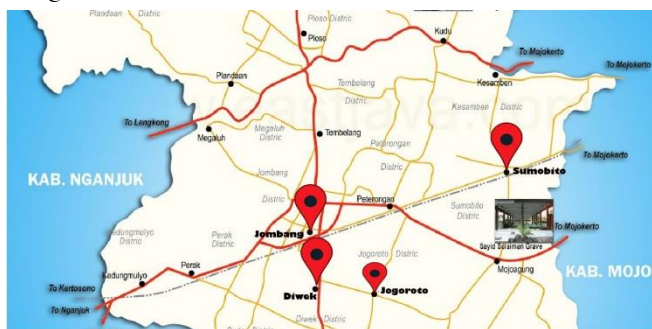 Plandaan
District
Ploso District
Ploso
Kudu
To Mojokerto
To Mojokerto
Plandaan
Tembelang
District
Kesamben
Kesamben District
To Lengkong
Megaluh
Megaluh
District
Tembelang
Peterongan
District
To Mojokerto
KAB. NGANJUK
Jombang
District
Sumobito
Peterongan
Kedungmulyo
District
Perak
District
Jombang
Sumobito
District
To Mojokerto
Sayid Sulaiman Grave
Jogoroto District
Kedungmulyo
Perak
Mojoagung
KAB. MOJO
To Kertosono
Diwek
Jogoroto
To Nganjuk
Diwek District